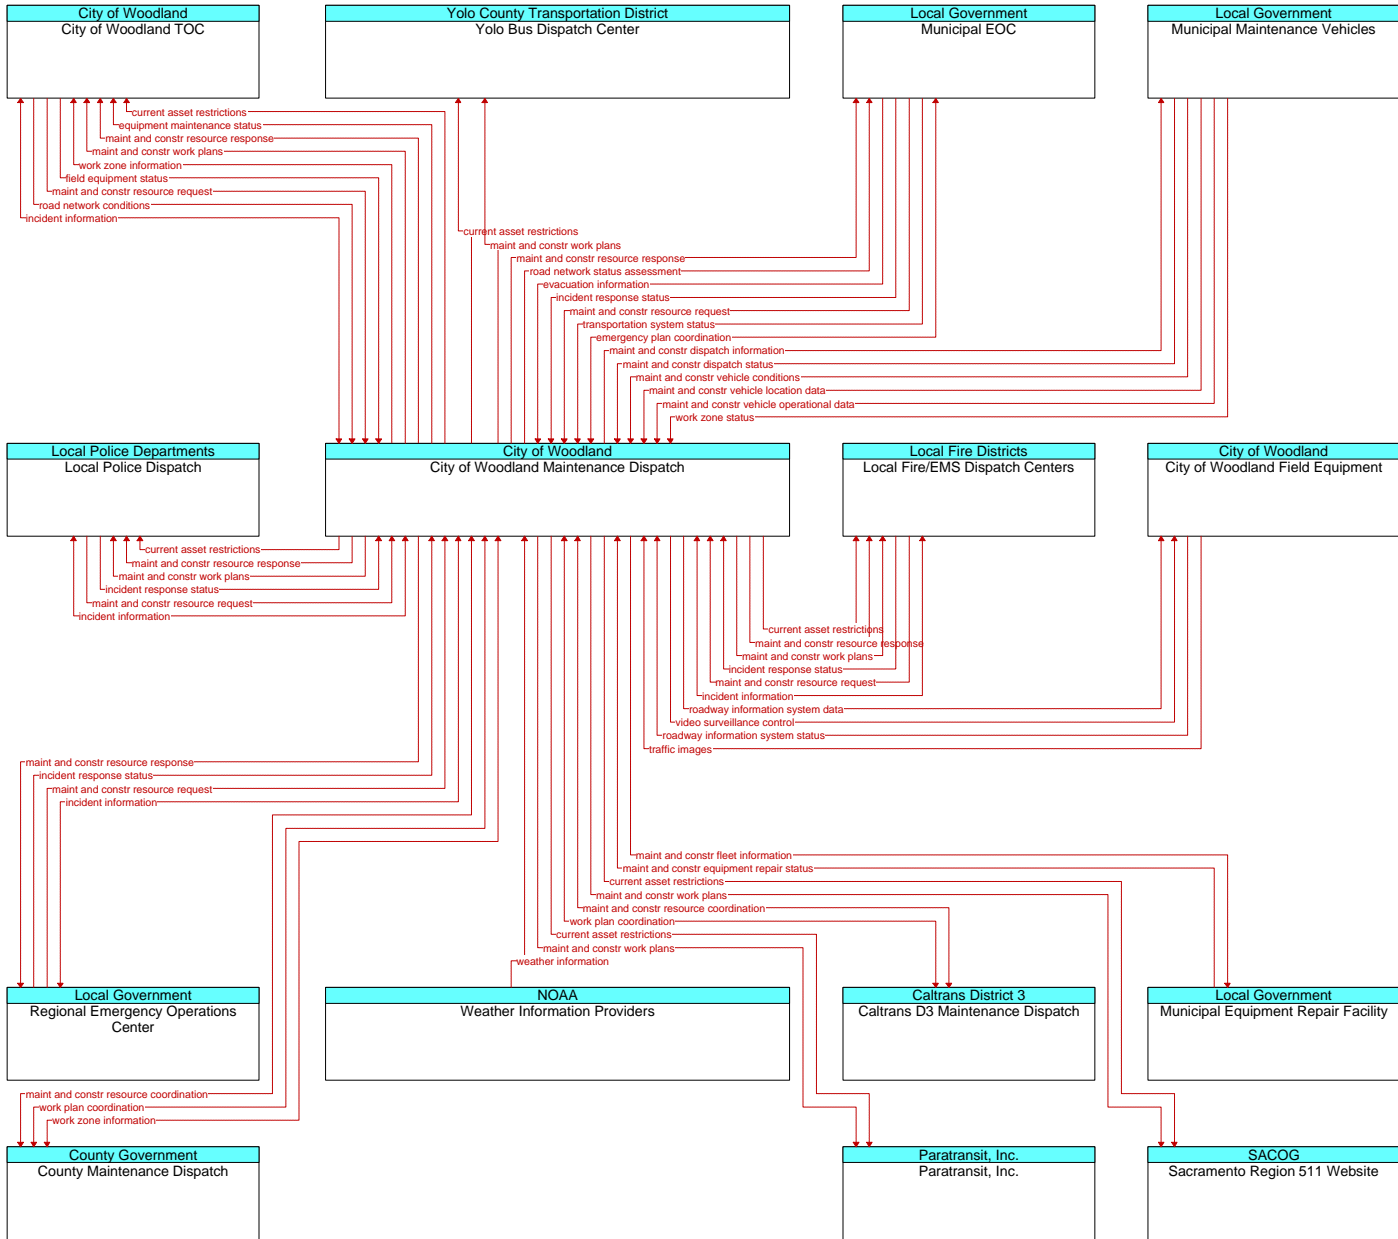 City of Woodland
City of Woodland TOC
Yolo County Transportation District
Yolo Bus Dispatch Center
Local Government
Municipal EOC
Local Government
Municipal Maintenance Vehicles
current asset restrictions
equipment maintenance status
maint and constr resource response
maint and constr work plans
work zone information
field equipment status
maint and constr resource request
road network conditions
incident information
current asset restrictions
maint and constr work plans
maint and constr resource response
road network status assessment
evacuation information
incident response status
maint and constr resource request
transportation system status
emergency plan coordination
maint and constr dispatch information
maint and constr dispatch status
maint and constr vehicle conditions
maint and constr vehicle location data
maint and constr vehicle operational data
work zone status
Local Police Departments
Local Police Dispatch
City of Woodland
City of Woodland Maintenance Dispatch
Local Fire Districts
Local Fire/EMS Dispatch Centers
City of Woodland
City of Woodland Field Equipment
current asset restrictions
maint and constr resource response
maint and constr work plans
incident response status
maint and constr resource request
incident information
current asset restrictions
maint and constr resource response
maint and constr work plans
incident response status
maint and constr resource request
incident information
roadway information system data
video surveillance control
roadway information system status
traffic images
maint and constr resource response
incident response status
maint and constr resource request
incident information
maint and constr fleet information
maint and constr equipment repair status
current asset restrictions
maint and constr work plans
maint and constr resource coordination
work plan coordination
current asset restrictions
maint and constr work plans
weather information
Local Government
Regional Emergency Operations
Center
NOAA
Weather Information Providers
Caltrans District 3
Caltrans D3 Maintenance Dispatch
Local Government
Municipal Equipment Repair Facility
maint and constr resource coordination
work plan coordination
work zone information
County Government
County Maintenance Dispatch
Paratransit, Inc.
Paratransit, Inc.
SACOG
Sacramento Region 511 Website